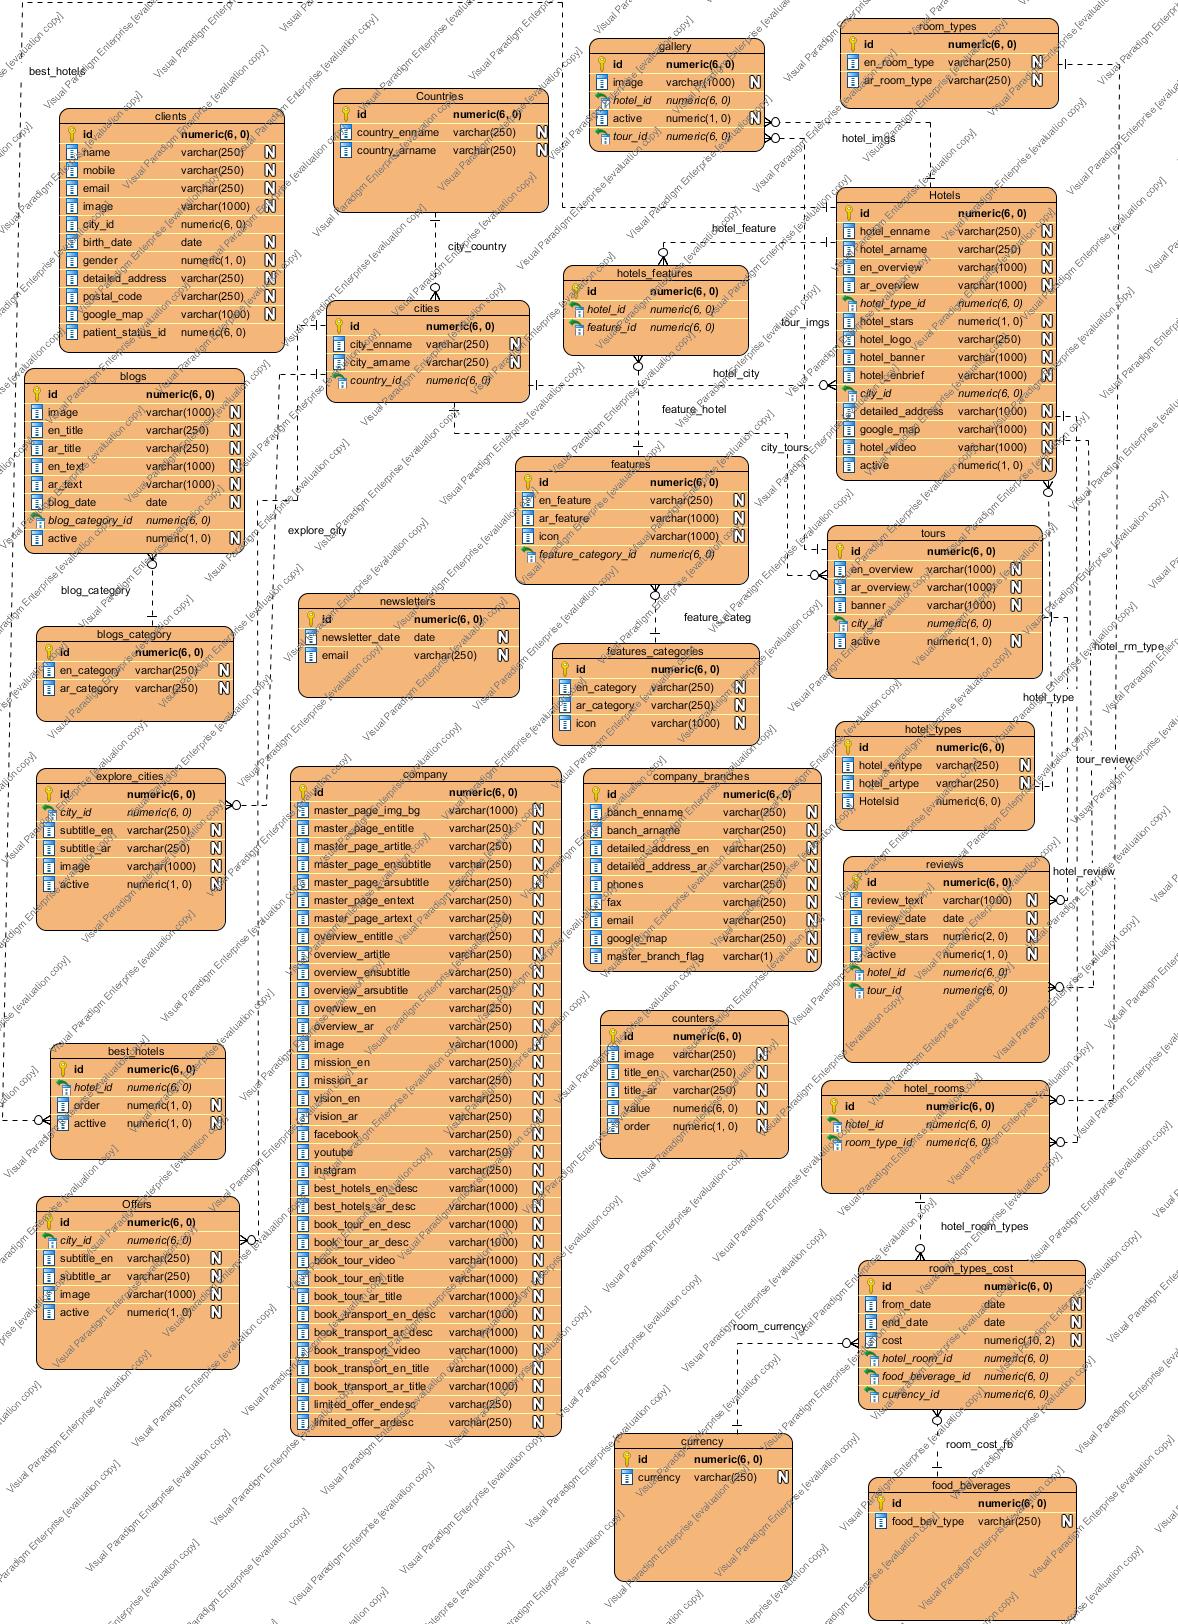 best_hotels
clients
id numeric(6, 0)
name varchar(250) N
mobile varchar(250) N
email varchar(250) N
image varchar(1000) N
city_id numeric(6, 0)
birth_date date N
gender numeric(1, 0) N
detailed_address varchar(250) N
postal_code varchar(250) N
google_map varchar(1000) N
patient_status_id numeric(6, 0)
Countries
id numeric(6, 0)
country_enname varchar(250) N
country_arname varchar(250) N
gallery
id numeric(6, 0)
image varchar(1000) N
hotel_id numeric(6, 0)
active numeric(1, 0) N
tour_id numeric(6, 0)
room_types
id numeric(6, 0)
en_room_type varchar(250) N
ar_room_type varchar(250) N
hotel_imgs
Hotels
id numeric(6, 0)
hotel_enname varchar(250) N
hotel_arname varchar(250) N
en_overview varchar(1000) N
ar_overview varchar(1000) N
hotel_type_id numeric(6, 0)
hotel_stars numeric(1, 0) N
hotel_logo varchar(250) N
hotel_banner varchar(1000) N
hotel_enbrief varchar(1000) N
city_id numeric(6, 0)
detailed_address varchar(1000) N
google_map varchar(1000) N
hotel_video varchar(1000) N
active numeric(1, 0) N
hotel_feature
city_country
hotels_features
id numeric(6, 0)
hotel_id numeric(6, 0)
feature_id numeric(6, 0)
tour_imgs
cities
id numeric(6, 0)
city_enname varchar(250) N
city_arname varchar(250) N
country_id numeric(6, 0)
hotel_city
feature_hotel
city_tours
blogs
id numeric(6, 0)
image varchar(1000) N
en_title varchar(250) N
ar_title varchar(250) N
en_text varchar(1000) N
ar_text varchar(1000) N
blog_date date N
blog_category_id numeric(6, 0)
active numeric(1, 0) N
features
id numeric(6, 0)
en_feature varchar(250) N
ar_feature varchar(1000) N
icon varchar(1000) N
feature_category_id numeric(6, 0)
explore_city
tours
id numeric(6, 0)
en_overview varchar(1000) N
ar_overview varchar(1000) N
banner varchar(1000) N
city_id numeric(6, 0)
active numeric(1, 0) N
blog_category
newsletters
id numeric(6, 0)
newsletter_date date N
email varchar(250) N
feature_categ
blogs_category
id numeric(6, 0)
en_category varchar(250) N
ar_category varchar(250) N
features_categories
id numeric(6, 0)
en_category varchar(250) N
ar_category varchar(250) N
icon varchar(1000) N
hotel_rm_type
hotel_type
hotel_types
id numeric(6, 0)
hotel_entype varchar(250) N
hotel_artype varchar(250) N
Hotelsid numeric(6, 0)
tour_review
explore_cities
id numeric(6, 0)
city_id numeric(6, 0)
subtitle_en varchar(250) N
subtitle_ar varchar(250) N
image varchar(1000) N
active numeric(1, 0) N
company
id numeric(6, 0)
master_page_img_bg varchar(1000) N
master_page_entitle varchar(250) N
master_page_artitle varchar(250) N
master_page_ensubtitle varchar(250) N
master_page_arsubtitle varchar(250) N
master_page_entext varchar(250) N
master_page_artext varchar(250) N
overview_entitle varchar(250) N
overview_artitle varchar(250) N
overview_ensubtitle varchar(250) N
overview_arsubtitle varchar(250) N
overview_en varchar(250) N
overview_ar varchar(250) N
image varchar(1000) N
mission_en varchar(250) N
mission_ar varchar(250) N
vision_en varchar(250) N
vision_ar varchar(250) N
facebook varchar(250) N
youtube varchar(250) N
instgram varchar(250) N
best_hotels_en_desc varchar(1000) N
best_hotels_ar_desc varchar(1000) N
book_tour_en_desc varchar(1000) N
book_tour_ar_desc varchar(1000) N
book_tour_video varchar(1000) N
book_tour_en_title varchar(1000) N
book_tour_ar_title varchar(1000) N
book_transport_en_desc varchar(1000) N
book_transport_ar_desc varchar(1000) N
book_transport_video varchar(1000) N
book_transport_en_title varchar(1000) N
book_transport_ar_title varchar(1000) N
limited_offer_endesc varchar(250) N
limited_offer_ardesc varchar(250) N
company_branches
id numeric(6, 0)
banch_enname varchar(250) N
banch_arname varchar(250) N
detailed_address_en varchar(250) N
detailed_address_ar varchar(250) N
phones varchar(250) N
fax varchar(250) N
email varchar(250) N
google_map varchar(250) N
master_branch_flag varchar(1) N
reviews
id numeric(6, 0)
review_text varchar(1000) N
review_date date N
review_stars numeric(2, 0) N
active numeric(1, 0) N
hotel_id numeric(6, 0)
tour_id numeric(6, 0)
hotel_review
counters
id numeric(6, 0)
image varchar(250) N
title_en varchar(250) N
title_ar varchar(250) N
value numeric(6, 0) N
order numeric(1, 0) N
best_hotels
id numeric(6, 0)
hotel_id numeric(6, 0)
order numeric(1, 0) N
acttive numeric(1, 0) N
hotel_rooms
id numeric(6, 0)
hotel_id numeric(6, 0)
room_type_id numeric(6, 0)
Offers
id numeric(6, 0)
city_id numeric(6, 0)
subtitle_en varchar(250) N
subtitle_ar varchar(250) N
image varchar(1000) N
active numeric(1, 0) N
hotel_room_types
room_types_cost
id numeric(6, 0)
from_date date N
end_date date N
cost numeric(10, 2) N
hotel_room_id numeric(6, 0)
food_beverage_id numeric(6, 0)
currency_id numeric(6, 0)
room_currency
currency
id numeric(6, 0)
currency varchar(250) N
room_cost_fb
food_beverages
id numeric(6, 0)
food_bev_type varchar(250) N
Visual Paradigm Enterprise [evaluation copy]